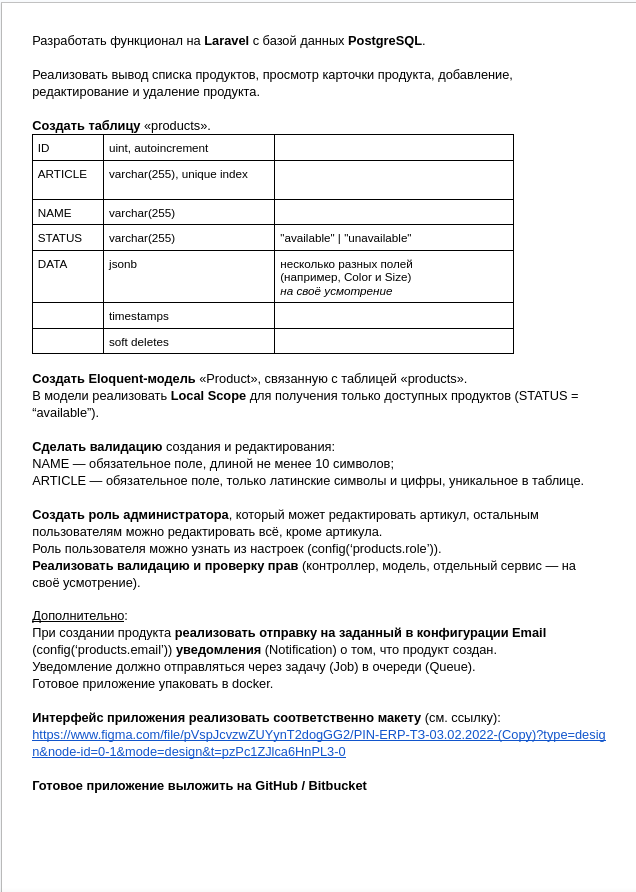 Разработать функционал на Laravel с базой данных PostgreSQL.
Реализовать вывод списка продуктов, просмотр карточки продукта, добавление,
редактирование и удаление продукта.
Создать таблицу «products».
ID uint, autoincrement
ARTICLE varchar(255), unique index
NAME varchar(255)
STATUS varchar(255) "available" | "unavailable"
DATA jsonb несколько разных полей
(например, Color и Size)
на своё усмотрение
timestamps
soft deletes
Создать Eloquent-модель «Product», связанную с таблицей «products».
В модели реализовать Local Scope для получения только доступных продуктов (STATUS =
“available”).
Сделать валидацию создания и редактирования:
NAME — обязательное поле, длиной не менее 10 символов;
ARTICLE — обязательное поле, только латинские символы и цифры, уникальное в таблице.
Создать роль администратора, который может редактировать артикул, остальным
пользователям можно редактировать всё, кроме артикула.
Роль пользователя можно узнать из настроек (config(‘products.role’)).
Реализовать валидацию и проверку прав (контроллер, модель, отдельный сервис — на
своё усмотрение).
Дополнительно:
При создании продукта реализовать отправку на заданный в конфигурации Email
(config(‘products.email’)) уведомления (Notification) о том, что продукт создан.
Уведомление должно отправляться через задачу (Job) в очереди (Queue).
Готовое приложение упаковать в docker.
Интерфейс приложения реализовать соответственно макету (см. ссылку):
https://www.figma.com/file/pVspJcvzwZUYynT2dogGG2/PIN-ERP-ТЗ-03.02.2022-(Copy)?type=desig
n&node-id=0-1&mode=design&t=pzPc1ZJlca6HnPL3-0
Готовое приложение выложить на GitHub / Bitbucket